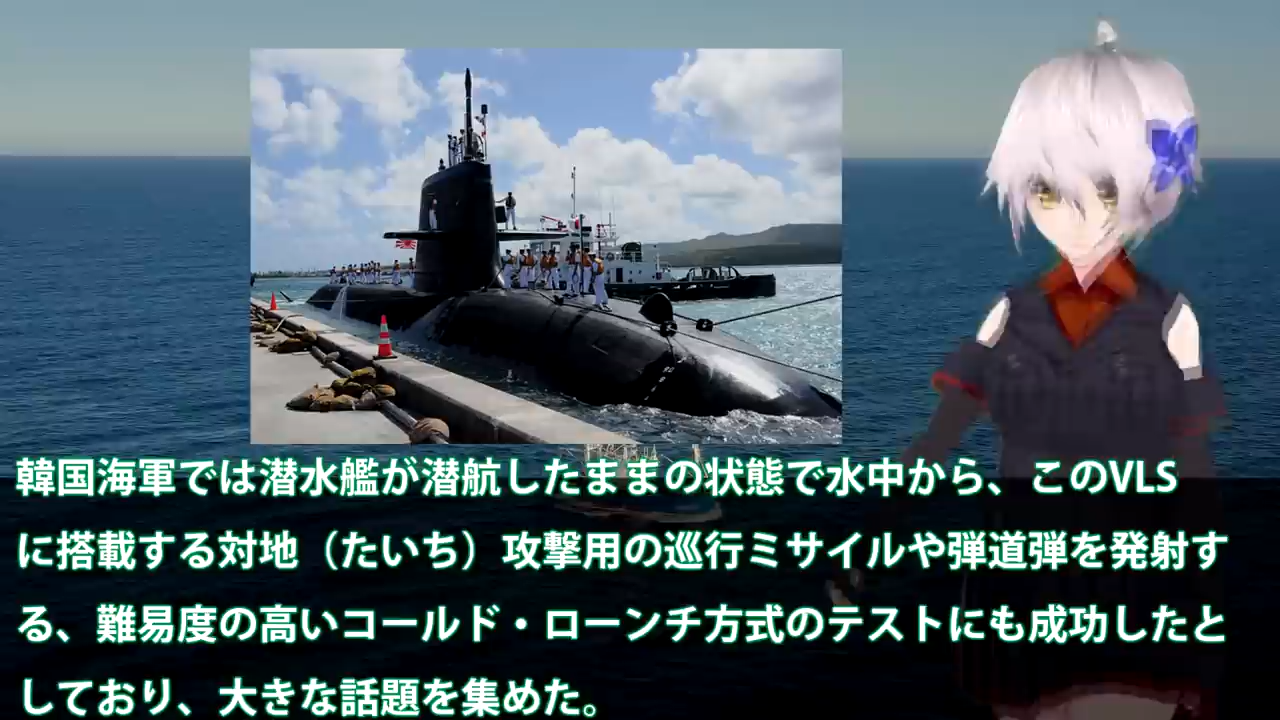 韓国海軍では潜水艦が潜航したままの状態で水中から、このVLS
に搭載する対地（たいち）攻撃用の巡行ミサイルや弾道弾を発射す
る、難易度の高いコールド・ローンチ方式のテストにも成功したと
しており、大きな話題を集めた。